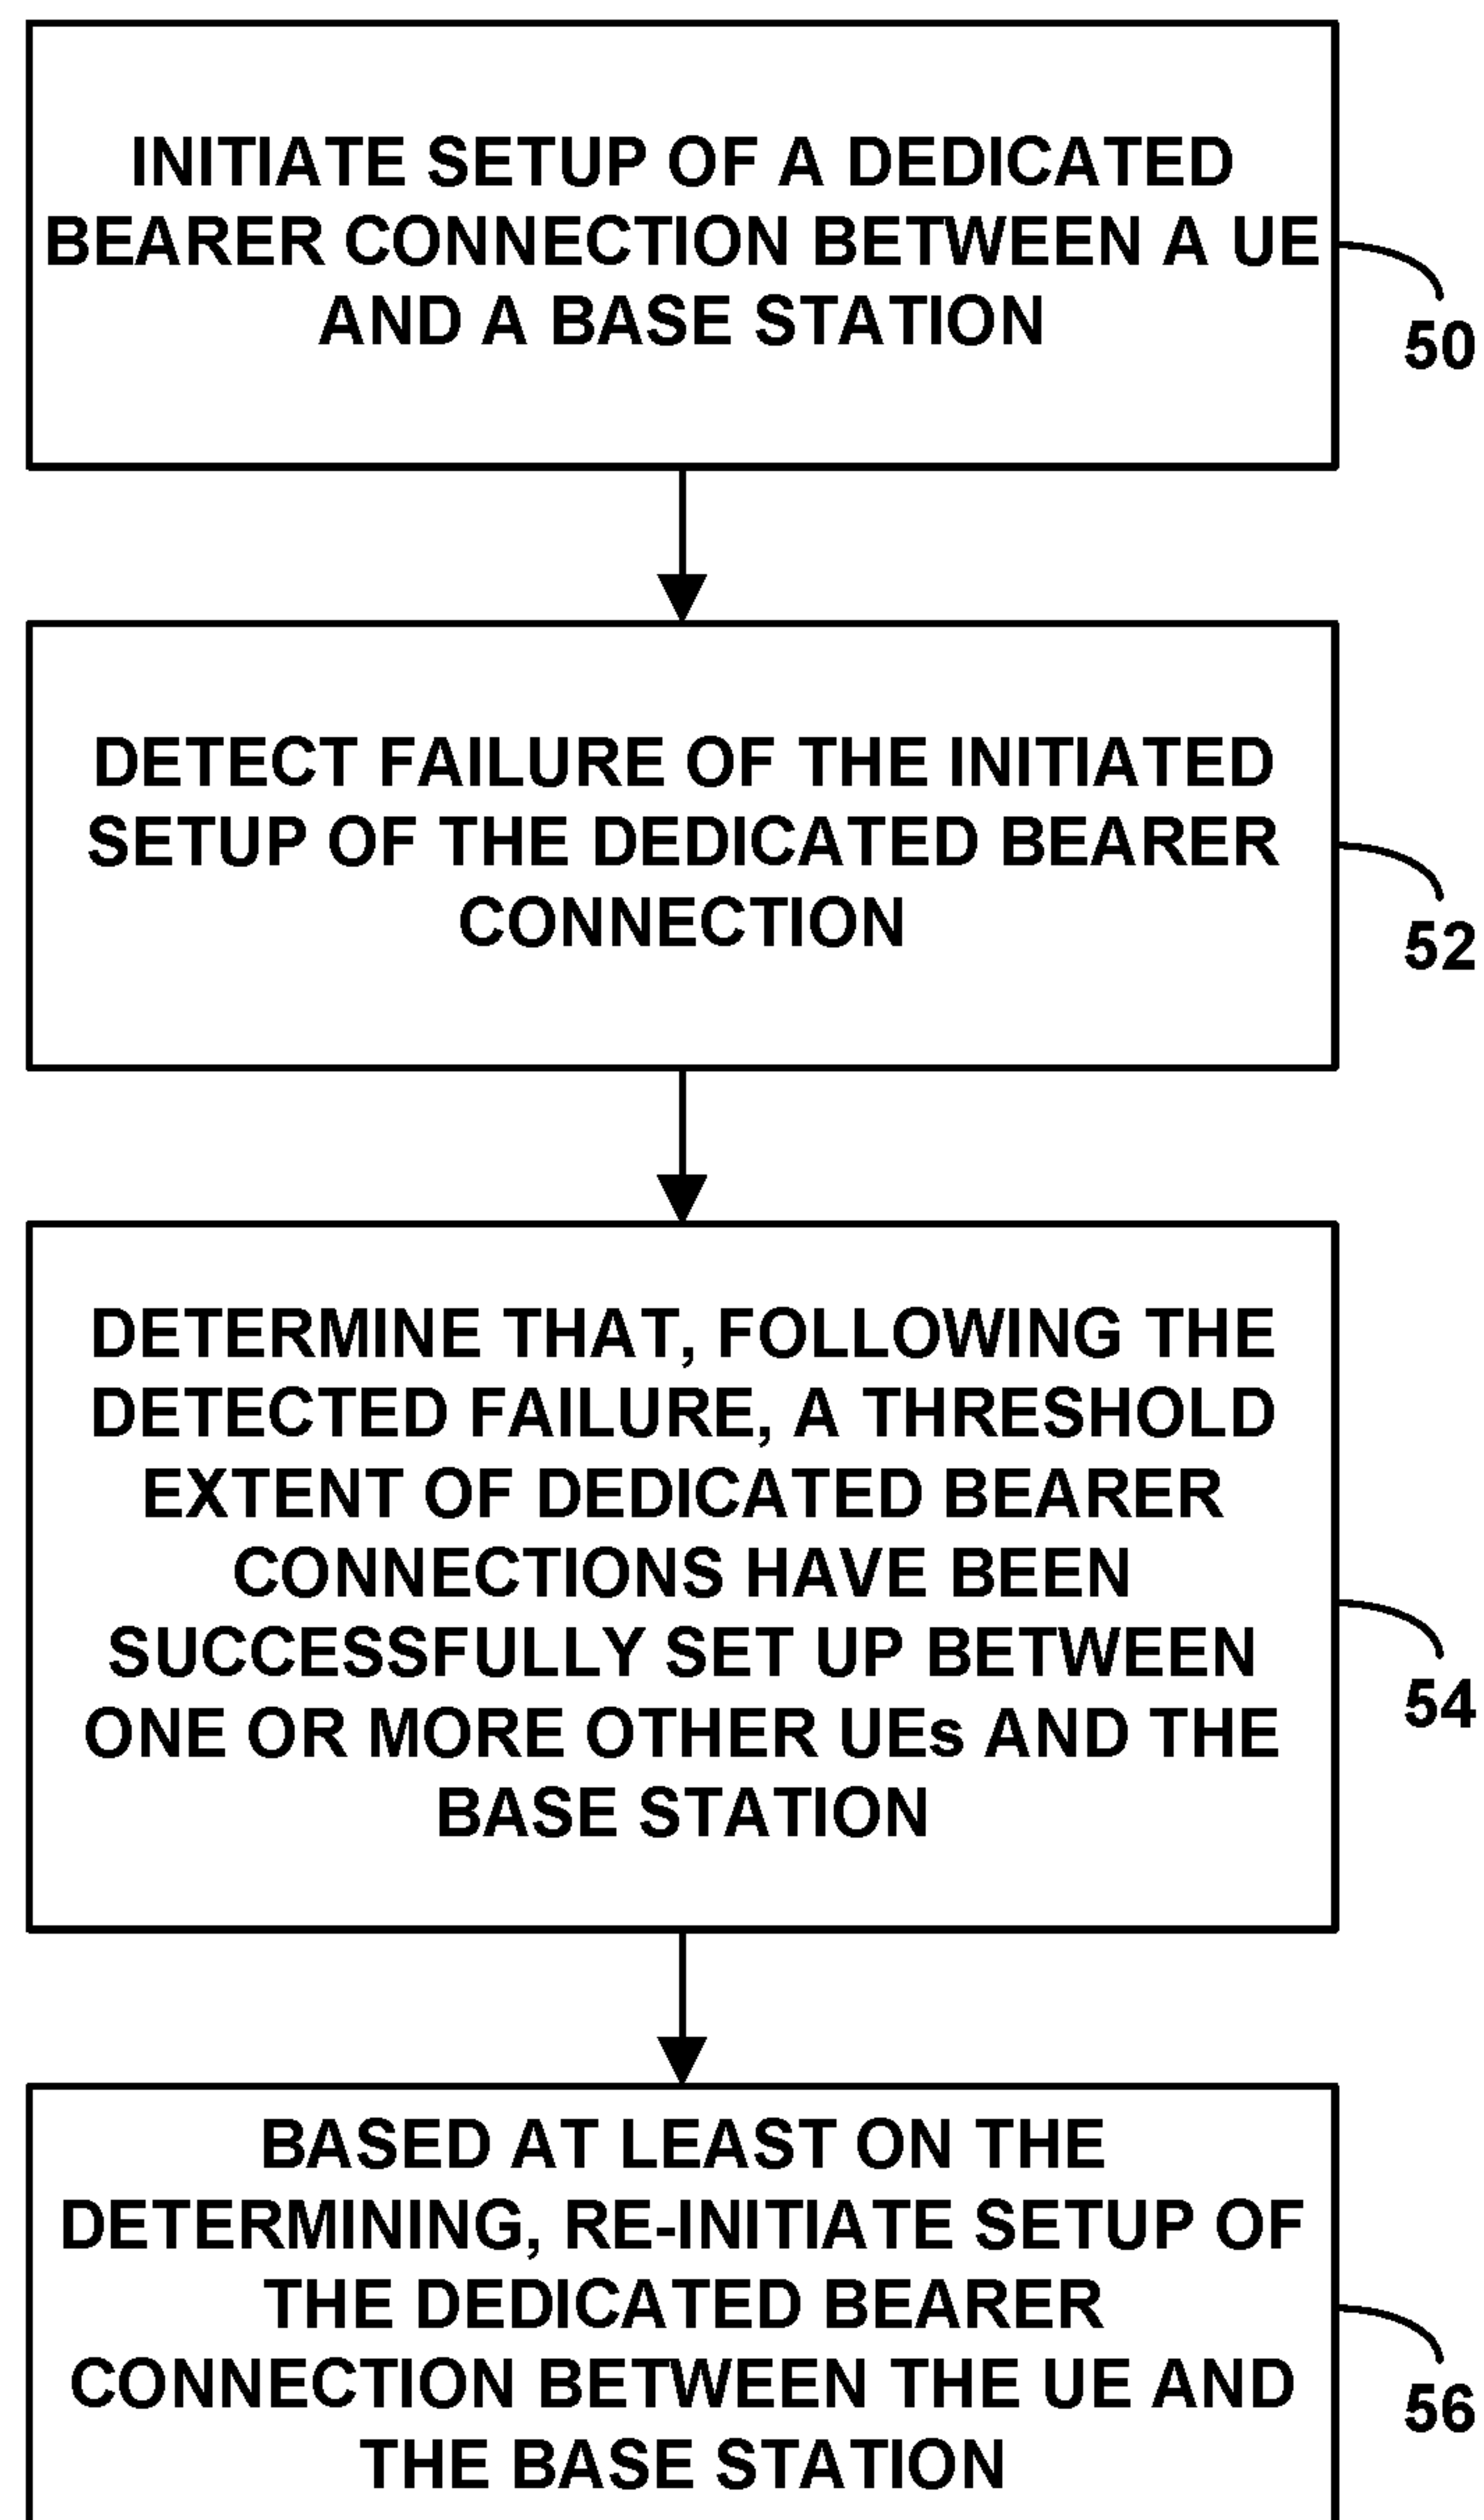 INITIATE SETUP OF A DEDICATED
BEARER CONNECTION BETWEEN A UE
AND A BASE STATION
50
DETECT FAILURE OF THE INITIATED
SETUP OF THE DEDICATED BEARER
CONNECTION
52
DETERMINE THAT, FOLLOWING THE
DETECTED FAILURE, A THRESHOLD
EXTENT OF DEDICATED BEARER
CONNECTIONS HAVE BEEN
SUCCESSFULLY SET UP BETWEEN
ONE OR MORE OTHER UEs AND THE
BASE STATION
54
BASED AT LEAST ON THE
DETERMINING, RE-INITIATE SETUP OF
THE DEDICATED BEARER
CONNECTION BETWEEN THE UE AND
THE BASE STATION
56